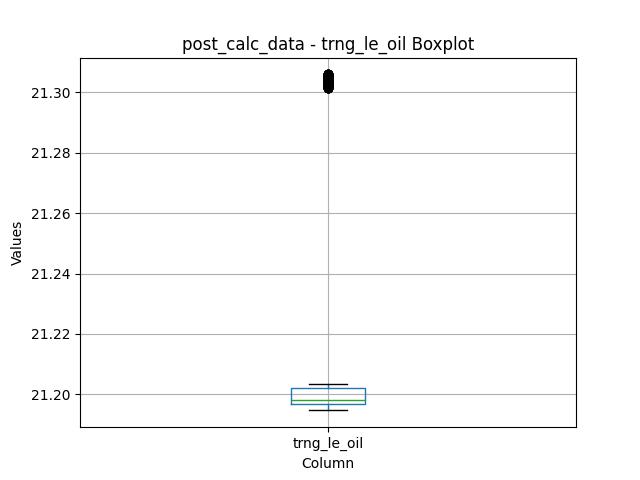 post_calc_data - trng_le_oil Boxplot
21.30
21.28
21.26
21.24
21.22
21.20
Values
trng_le_oil
Column